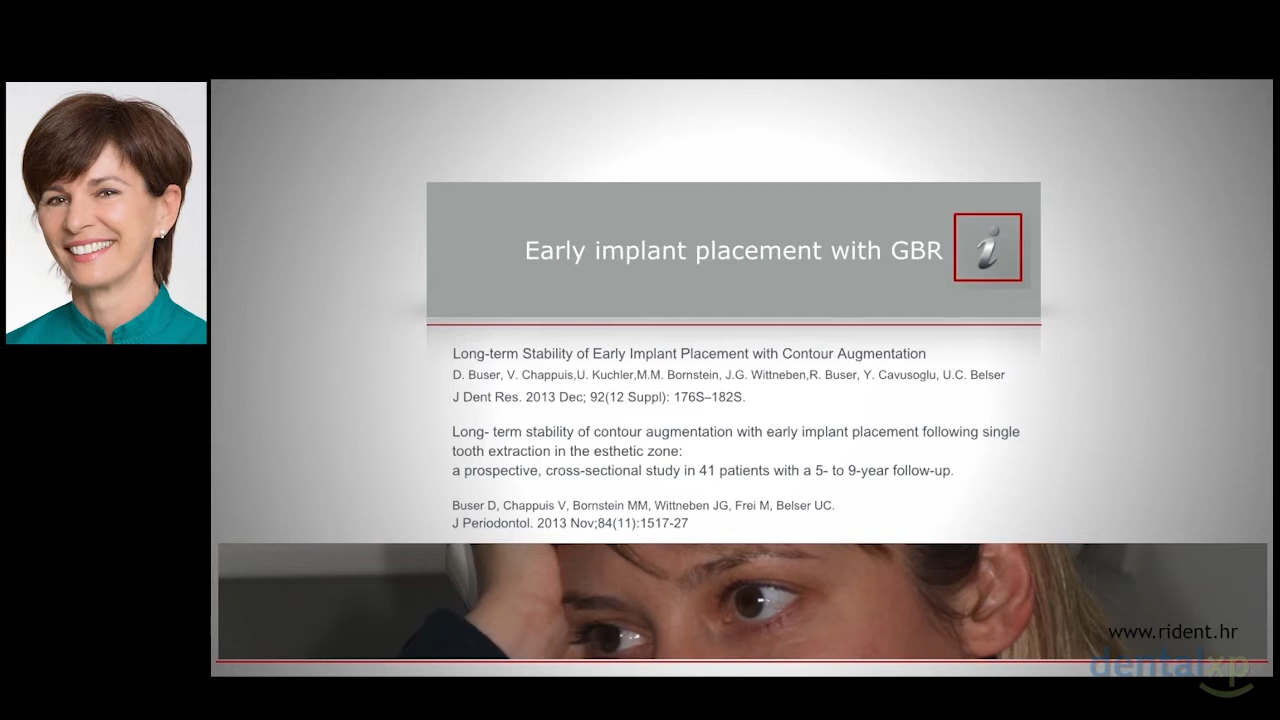 Early implant placement with GBR
i
Long-term Stability of Early Implant Placement with Contour Augmentation
D. Buser, V. Chappuis,U. Kuchler,M.M. Bornstein, J.G. Wittneben,R. Buser, Y. Cavusoglu, U.C. Belser
J Dent Res. 2013 Dec; 92(12 Suppl): 176S–182S.
Long- term stability of contour augmentation with early implant placement following single
tooth extraction in the esthetic zone:
a prospective, cross-sectional study in 41 patients with a 5- to 9-year follow-up.
Buser D, Chappuis V, Bornstein MM, Wittneben JG, Frei M, Belser UC.
J Periodontol. 2013 Nov;84(11):1517-27
www.rident.hr
dentalxp